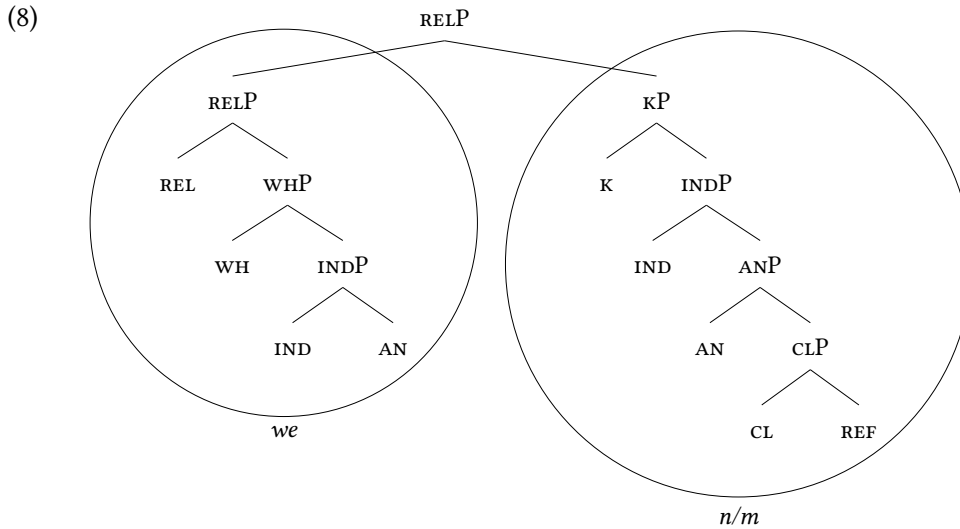 (8) RELP
RELP KP
REL WHP K INDP
WH INDP IND ANP
IND AN AN CLP
we CL REF
n/m